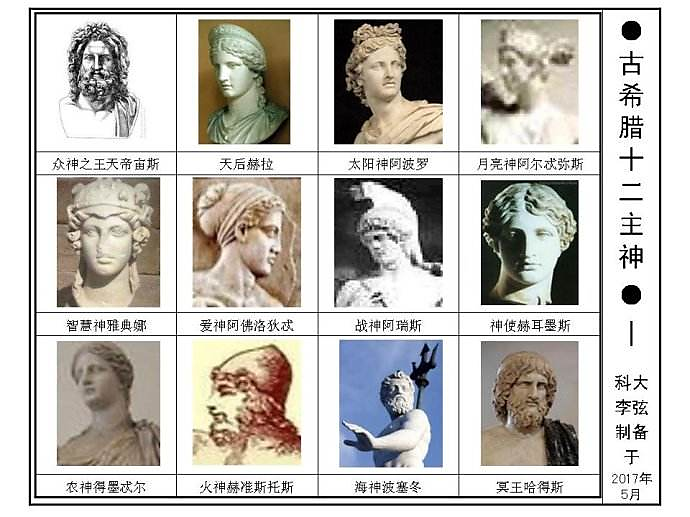 众神之王天帝宙斯
天后赫拉
太阳神阿波罗
月亮神阿尔忒弥斯
智慧神雅典娜
爱神阿佛洛狄忒
战神阿瑞斯
神使赫耳墨斯
农神得墨忒尔
火神赫准斯托斯
海神波塞冬
冥王哈得斯
●古希腊十二主神●—
科大
李弦
制备
于
2017年
5月